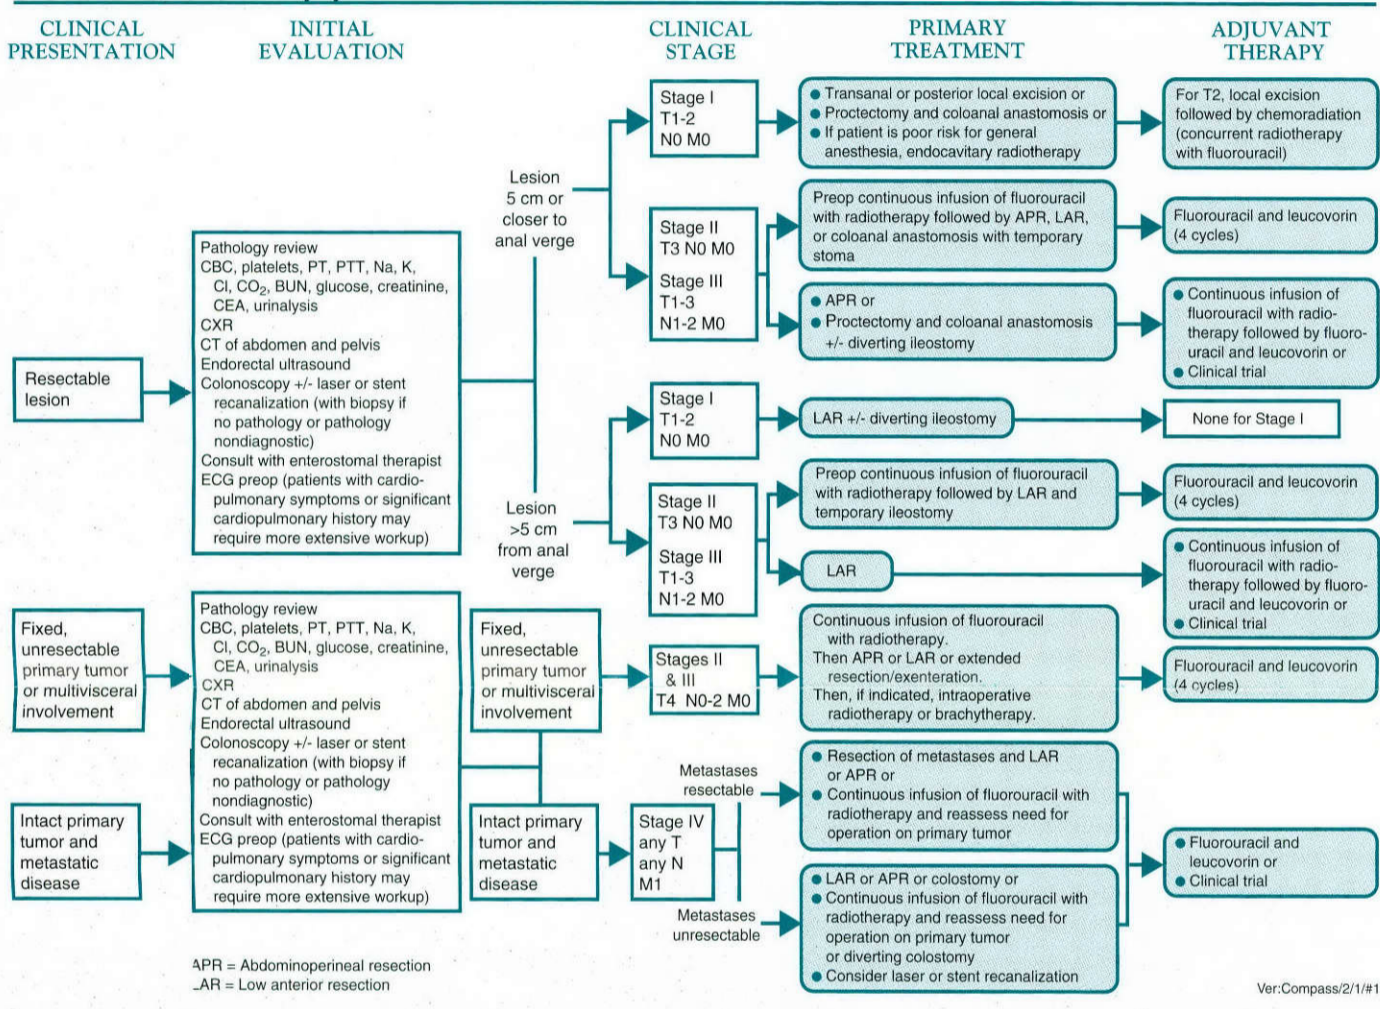 CLINICAL
PRESENTATION
INITIAL
EVALUATION
CLINICAL
STAGE
PRIMARY
TREATMENT
ADJUVANT
THERAPY
Resectable
lesion
Pathology review
CBC, platelets, PT, PTT, Na, K,
Cl, CO₂, BUN, glucose, creatinine,
CEA, urinalysis
CXR
CT of abdomen and pelvis
Endorectal ultrasound
Colonoscopy +/- laser or stent
recanalization (with biopsy if
no pathology or pathology
nondiagnostic)
Consult with enterostomal therapist
ECG preop (patients with cardio-
pulmonary symptoms or significant
cardiopulmonary history may
require more extensive workup)
Lesion
5 cm or
closer to
anal verge
Stage I
T1-2
N0 M0
● Transanal or posterior local excision or
● Proctectomy and coloanal anastomosis or
● If patient is poor risk for general
anesthesia, endocavitary radiotherapy
For T2, local excision
followed by chemoradiation
(concurrent radiotherapy
with fluorouracil)
Stage II
T3 N0 M0
Stage III
T1-3
N1-2 M0
Preop continuous infusion of fluorouracil
with radiotherapy followed by APR, LAR,
or coloanal anastomosis with temporary
stoma
Fluorouracil and leucovorin
(4 cycles)
● APR or
● Proctectomy and coloanal anastomosis
+/- diverting ileostomy
● Continuous infusion of
fluorouracil with radio-
therapy followed by fluoro-
uracil and leucovorin or
● Clinical trial
Lesion
>5 cm
from anal
verge
Stage I
T1-2
N0 M0
LAR +/- diverting ileostomy
None for Stage I
Stage II
T3 N0 M0
Stage III
T1-3
N1-2 M0
Preop continuous infusion of fluorouracil
with radiotherapy followed by LAR and
temporary ileostomy
Fluorouracil and leucovorin
(4 cycles)
LAR
● Continuous infusion of
fluorouracil with radio-
therapy followed by fluoro-
uracil and leucovorin or
● Clinical trial
Fixed,
unresectable
primary tumor
or multivisceral
involvement
Intact primary
tumor and
metastatic
disease
Pathology review
CBC, platelets, PT, PTT, Na, K,
Cl, CO₂, BUN, glucose, creatinine,
CEA, urinalysis
CXR
CT of abdomen and pelvis
Endorectal ultrasound
Colonoscopy +/- laser or stent
recanalization (with biopsy if
no pathology or pathology
nondiagnostic)
Consult with enterostomal therapist
ECG preop (patients with cardio-
pulmonary symptoms or significant
cardiopulmonary history may
require more extensive workup)
Fixed,
unresectable
primary tumor
or multivisceral
involvement
Stages II
& III
T4 N0-2 M0
Continuous infusion of fluorouracil
with radiotherapy.
Then APR or LAR or extended
resection/exenteration.
Then, if indicated, intraoperative
radiotherapy or brachytherapy.
Fluorouracil and leucovorin
(4 cycles)
Intact primary
tumor and
metastatic
disease
Stage IV
any T
any N
M1
Metastases
resectable
● Resection of metastases and LAR
or APR or
● Continuous infusion of fluorouracil with
radiotherapy and reassess need for
operation on primary tumor
Metastases
unresectable
● LAR or APR or colostomy or
● Continuous infusion of fluorouracil with
radiotherapy and reassess need for
operation on primary tumor
or diverting colostomy
● Consider laser or stent recanalization
● Fluorouracil and
leucovorin or
● Clinical trial
APR = Abdominoperineal resection
LAR = Low anterior resection
Ver:Compass/2/1/#1